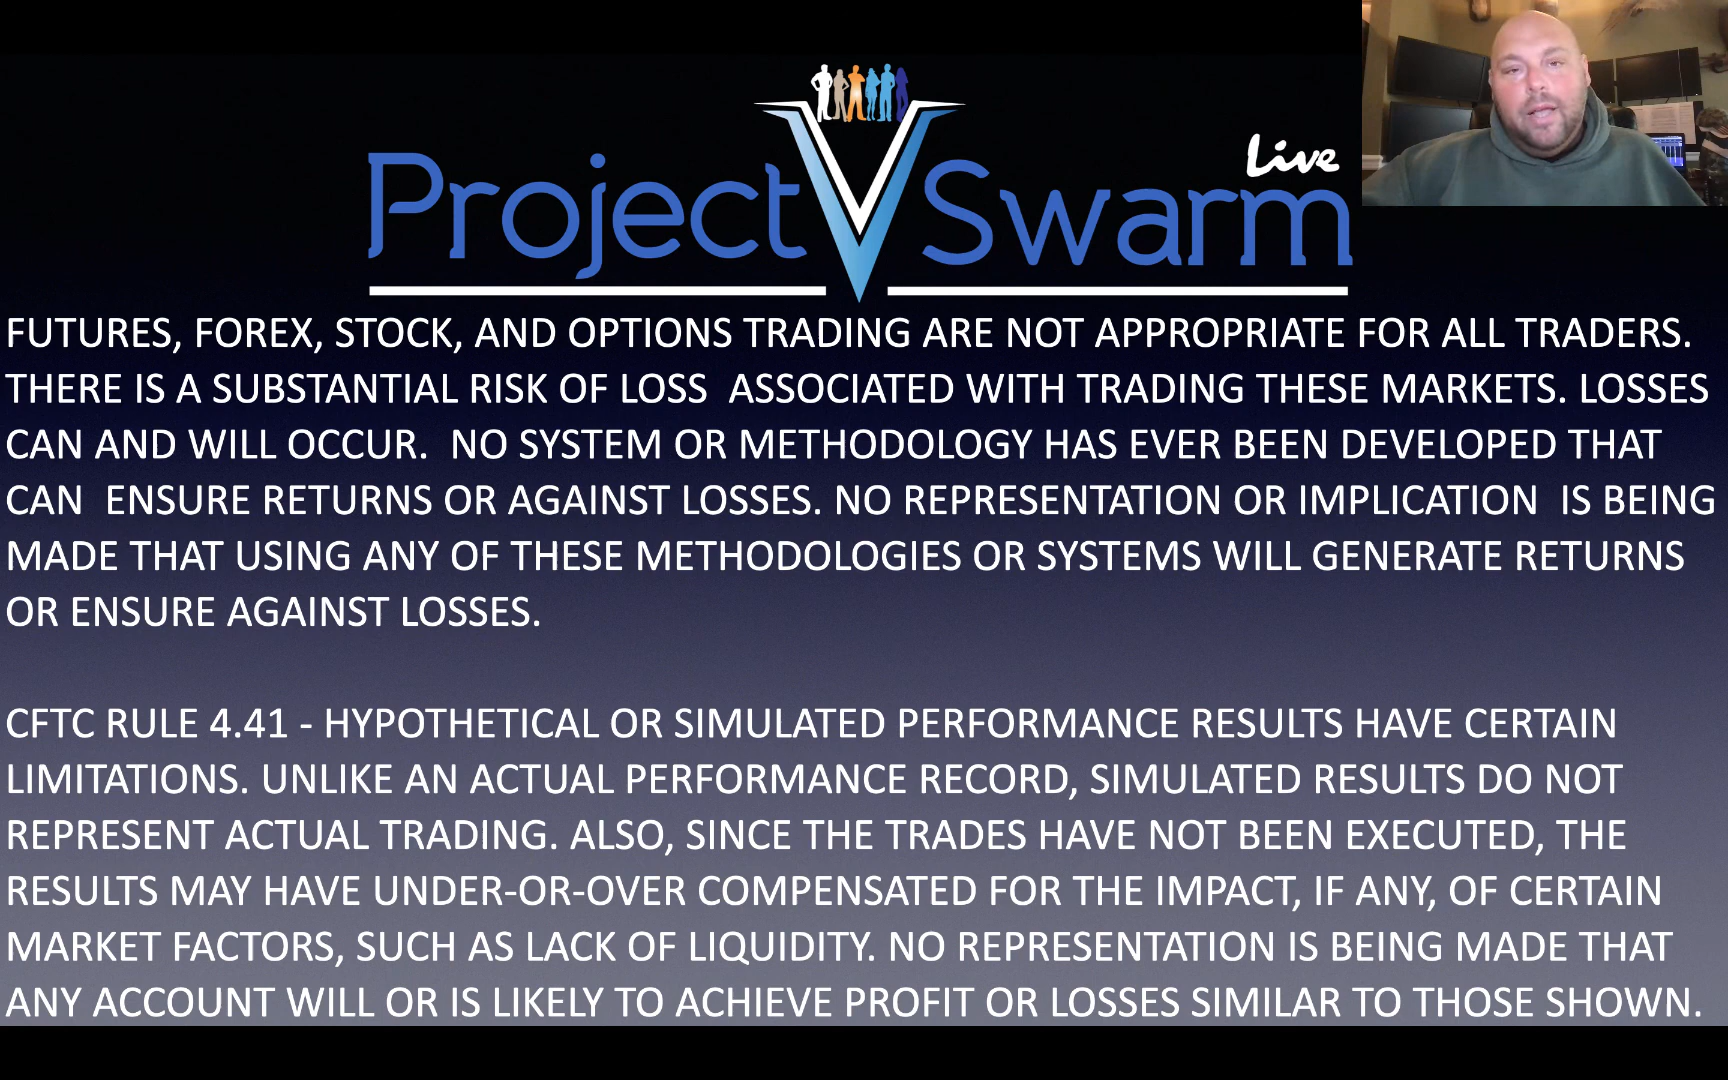 Project Swarm
Live
FUTURES, FOREX, STOCK, AND OPTIONS TRADING ARE NOT APPROPRIATE FOR ALL TRADERS.
THERE IS A SUBSTANTIAL RISK OF LOSS  ASSOCIATED WITH TRADING THESE MARKETS. LOSSES
CAN AND WILL OCCUR.  NO SYSTEM OR METHODOLOGY HAS EVER BEEN DEVELOPED THAT
CAN  ENSURE RETURNS OR AGAINST LOSSES. NO REPRESENTATION OR IMPLICATION  IS BEING
MADE THAT USING ANY OF THESE METHODOLOGIES OR SYSTEMS WILL GENERATE RETURNS
OR ENSURE AGAINST LOSSES.
CFTC RULE 4.41 - HYPOTHETICAL OR SIMULATED PERFORMANCE RESULTS HAVE CERTAIN
LIMITATIONS. UNLIKE AN ACTUAL PERFORMANCE RECORD, SIMULATED RESULTS DO NOT
REPRESENT ACTUAL TRADING. ALSO, SINCE THE TRADES HAVE NOT BEEN EXECUTED, THE
RESULTS MAY HAVE UNDER-OR-OVER COMPENSATED FOR THE IMPACT, IF ANY, OF CERTAIN
MARKET FACTORS, SUCH AS LACK OF LIQUIDITY. NO REPRESENTATION IS BEING MADE THAT
ANY ACCOUNT WILL OR IS LIKELY TO ACHIEVE PROFIT OR LOSSES SIMILAR TO THOSE SHOWN.